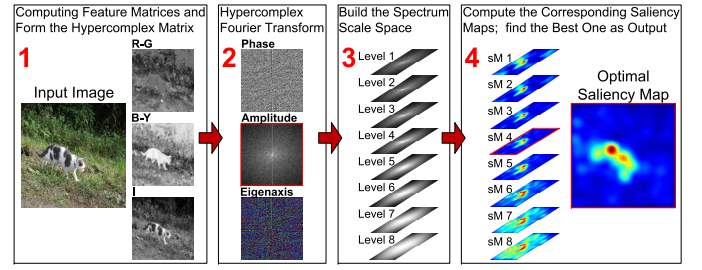 Computing Feature Matrices and
Form the Hypercomplex Matrix
1
Input Image
R-G
B-Y
I
Hypercomplex
Fourier Transform
2
Phase
Amplitude
Eigenaxis
Build the Spectrum
Scale Space
3
Level 1
Level 2
Level 3
Level 4
Level 5
Level 6
Level 7
Level 8
Compute the Corresponding Saliency
Maps; find the Best One as Output
4
sM 1
sM 2
sM 3
sM 4
sM 5
sM 6
sM 7
sM 8
Optimal
Saliency Map